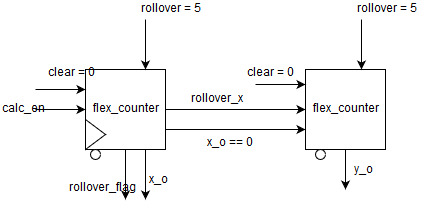 rollover = 5
rollover = 5
clear = 0
clear = 0
calc_en
flex_counter
rollover_x
flex_counter
x_o == 0
rollover_flag
x_o
y_o